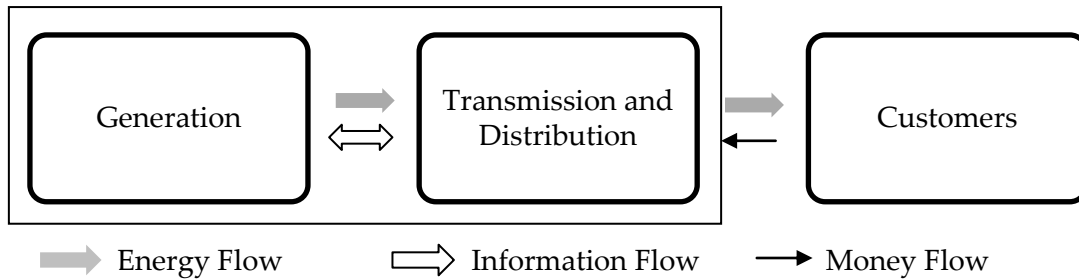 Generation
Transmission and
Distribution
Customers
Energy Flow
Information Flow
Money Flow